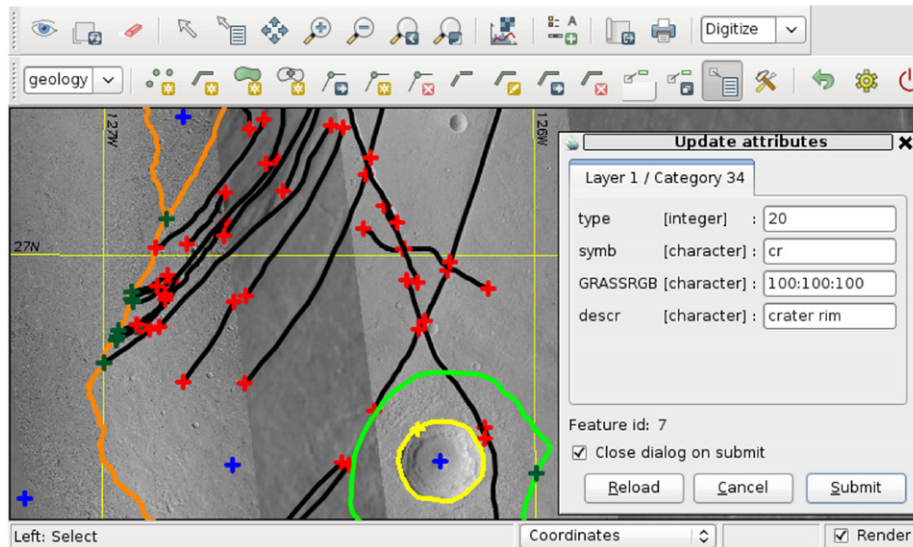 Digitize
geology
127W
126W
27N
Update attributes
Layer 1 / Category 34
type [integer] : 20
symb [character] : cr
GRASSRGB [character] : 100:100:100
descr [character] : crater rim
Feature id: 7
Close dialog on submit
Reload Cancel Submit
Left: Select Coordinates Render